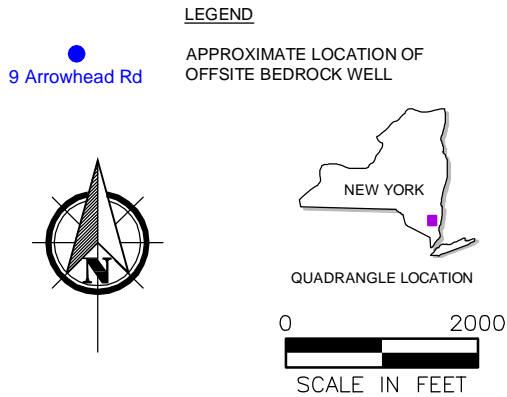 LEGEND
9 Arrowhead Rd
APPROXIMATE LOCATION OF
OFFSITE BEDROCK WELL
N
NEW YORK
QUADRANGLE LOCATION
0 2000
SCALE IN FEET